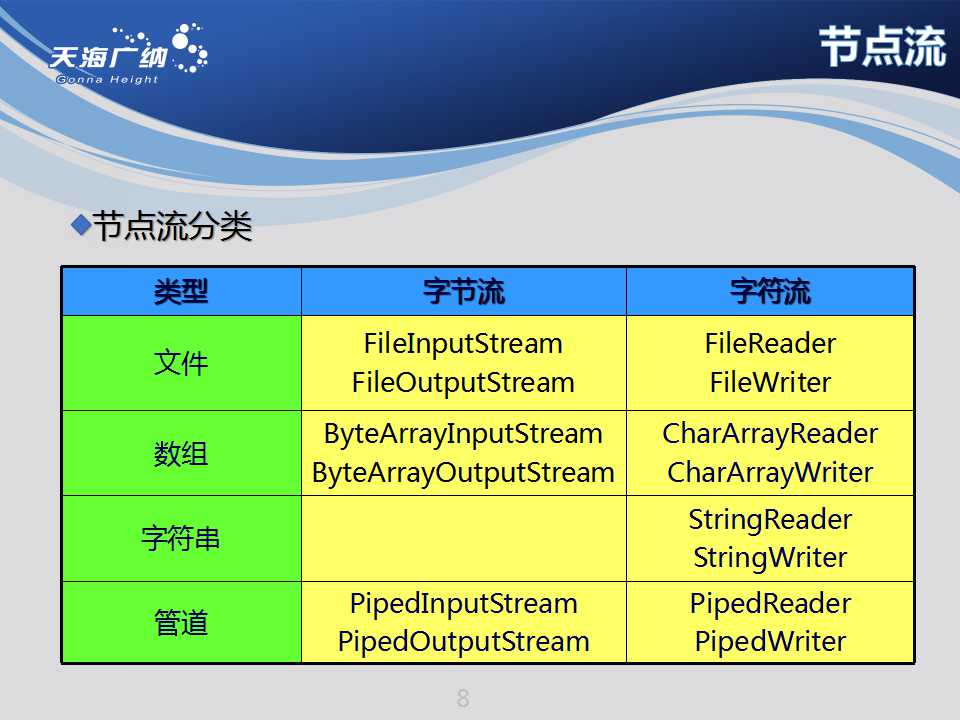 天海广纳
Gonna Height
节点流
节点流分类
类型 字节流 字符流
文件
FileInputStream
FileOutputStream
FileReader
FileWriter
数组
ByteArrayInputStream
ByteArrayOutputStream
CharArrayReader
CharArrayWriter
字符串
StringReader
StringWriter
管道
PipedInputStream
PipedOutputStream
PipedReader
PipedWriter
8